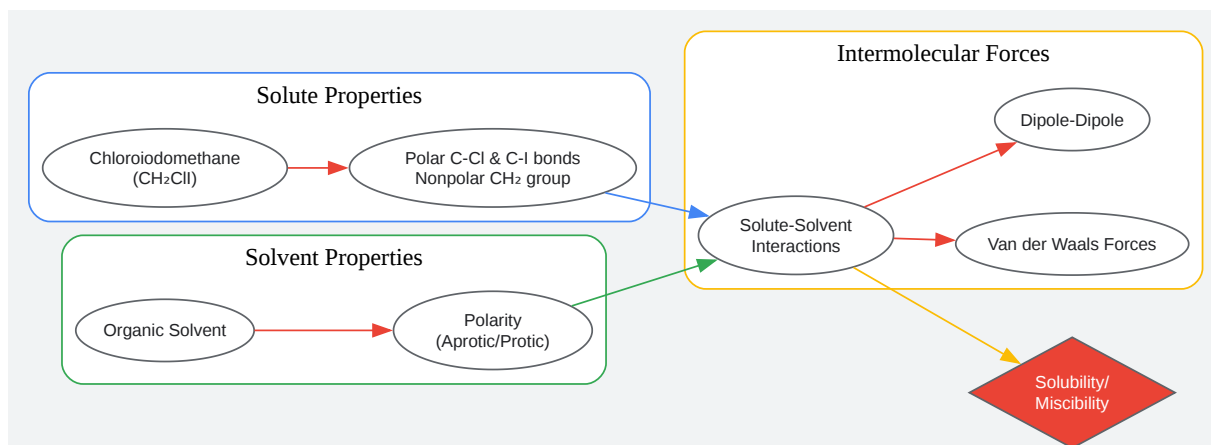 Intermolecular Forces
Solute Properties
Dipole-Dipole
Chloroiodomethane
(CH₂ClI)
Polar C-Cl & C-I bonds
Nonpolar CH₂ group
Solute-Solvent
Interactions
Van der Waals Forces
Solvent Properties
Organic Solvent
Polarity
(Aprotic/Protic)
Solubility/
Miscibility